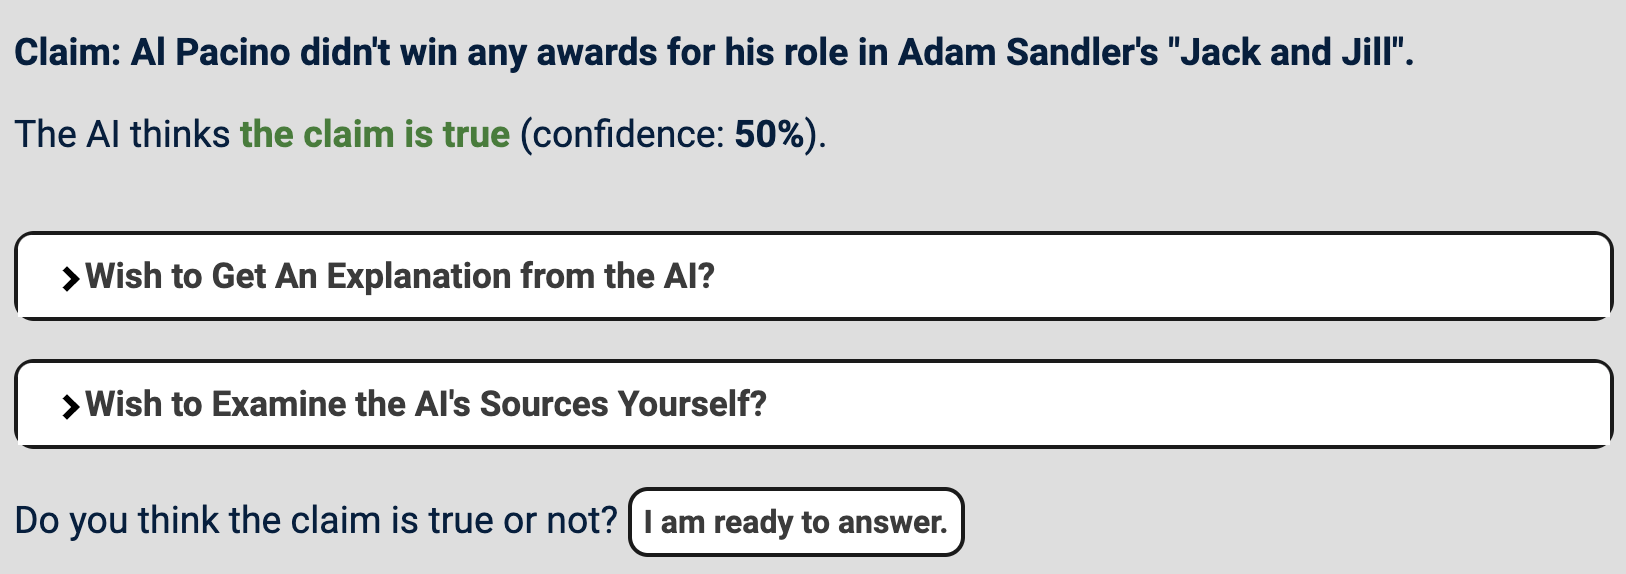 Claim: Al Pacino didn't win any awards for his role in Adam Sandler's "Jack and Jill".
The AI thinks the claim is true (confidence: 50%).
Wish to Get An Explanation from the AI?
Wish to Examine the AI's Sources Yourself?
Do you think the claim is true or not? I am ready to answer.